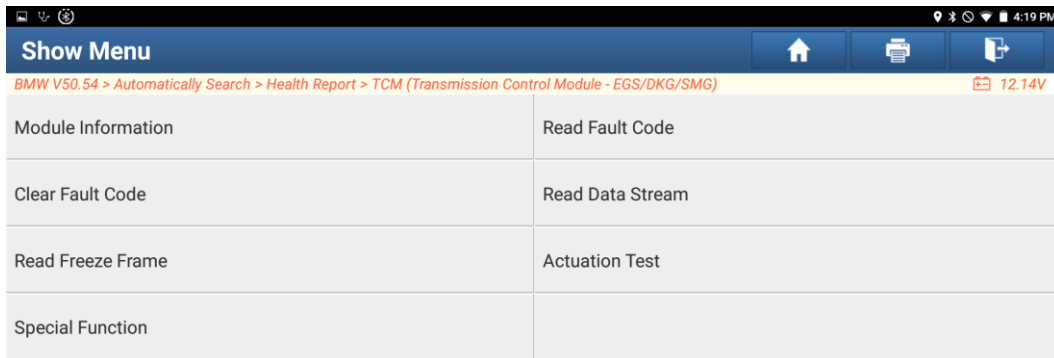 4:19 PM
Show Menu
BMW V50.54 > Automatically Search > Health Report > TCM (Transmission Control Module - EGS/DKG/SMG) 12.14V
Module Information Read Fault Code
Clear Fault Code Read Data Stream
Read Freeze Frame Actuation Test
Special Function